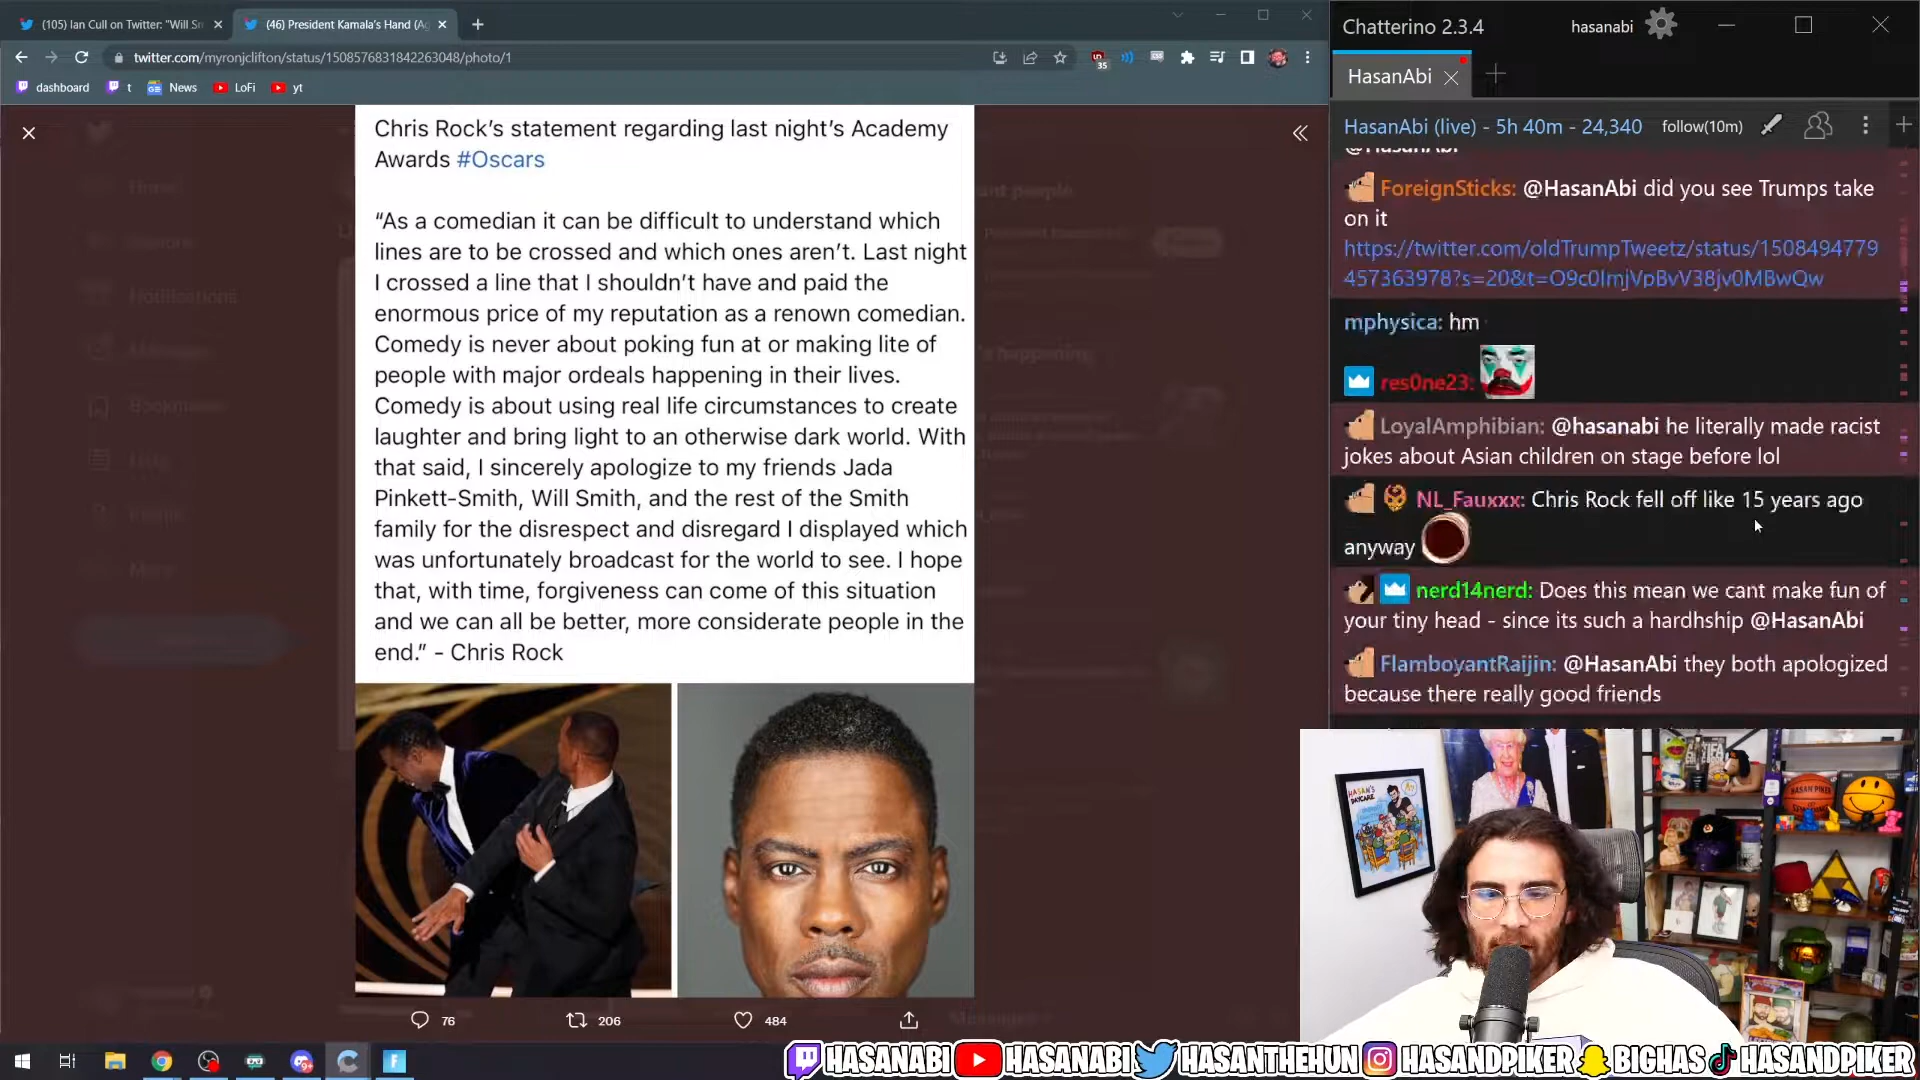 (105) Ian Cull on Twitter: "Will Sm
(46) President Kamala's Hand (Ag
twitter.com/myronjclifton/status/1508576831842263048/photo/1
35
dashboard
t
News
LoFi
yt
Chris Rock's statement regarding last night's Academy
Awards #Oscars
"As a comedian it can be difficult to understand which
lines are to be crossed and which ones aren't. Last night
I crossed a line that I shouldn't have and paid the
enormous price of my reputation as a renown comedian.
Comedy is never about poking fun at or making lite of
people with major ordeals happening in their lives.
Comedy is about using real life circumstances to create
laughter and bring light to an otherwise dark world. With
that said, I sincerely apologize to my friends Jada
Pinkett-Smith, Will Smith, and the rest of the Smith
family for the disrespect and disregard I displayed which
was unfortunately broadcast for the world to see. I hope
that, with time, forgiveness can come of this situation
and we can all be better, more considerate people in the
end." - Chris Rock
76
206
484
Chatterino 2.3.4
hasanabi
HasanAbi
HasanAbi (live) - 5h 40m - 24,340
follow(10m)
@HasanAbi
ForeignSticks: @HasanAbi did you see Trumps take
on it
https://twitter.com/oldTrumpTweetz/status/1508494779
457363978?s=20&t=O9c0ImjVpBvV38jv0MBwQw
mphysica: hm
res0ne23:
LoyalAmphibian: @hasanabi he literally made racist
jokes about Asian children on stage before lol
NL_Fauxxx: Chris Rock fell off like 15 years ago
anyway
nerd14nerd: Does this mean we cant make fun of
your tiny head - since its such a hardhship @HasanAbi
FlamboyantRaijin: @HasanAbi they both apologized
because there really good friends
HASAN'S
DAYCARE
HASAN PIKER
HASANABI
HASANABI
HASANTHEHUN
HASANDPIKER
BIGHAS
HASANDPIKER